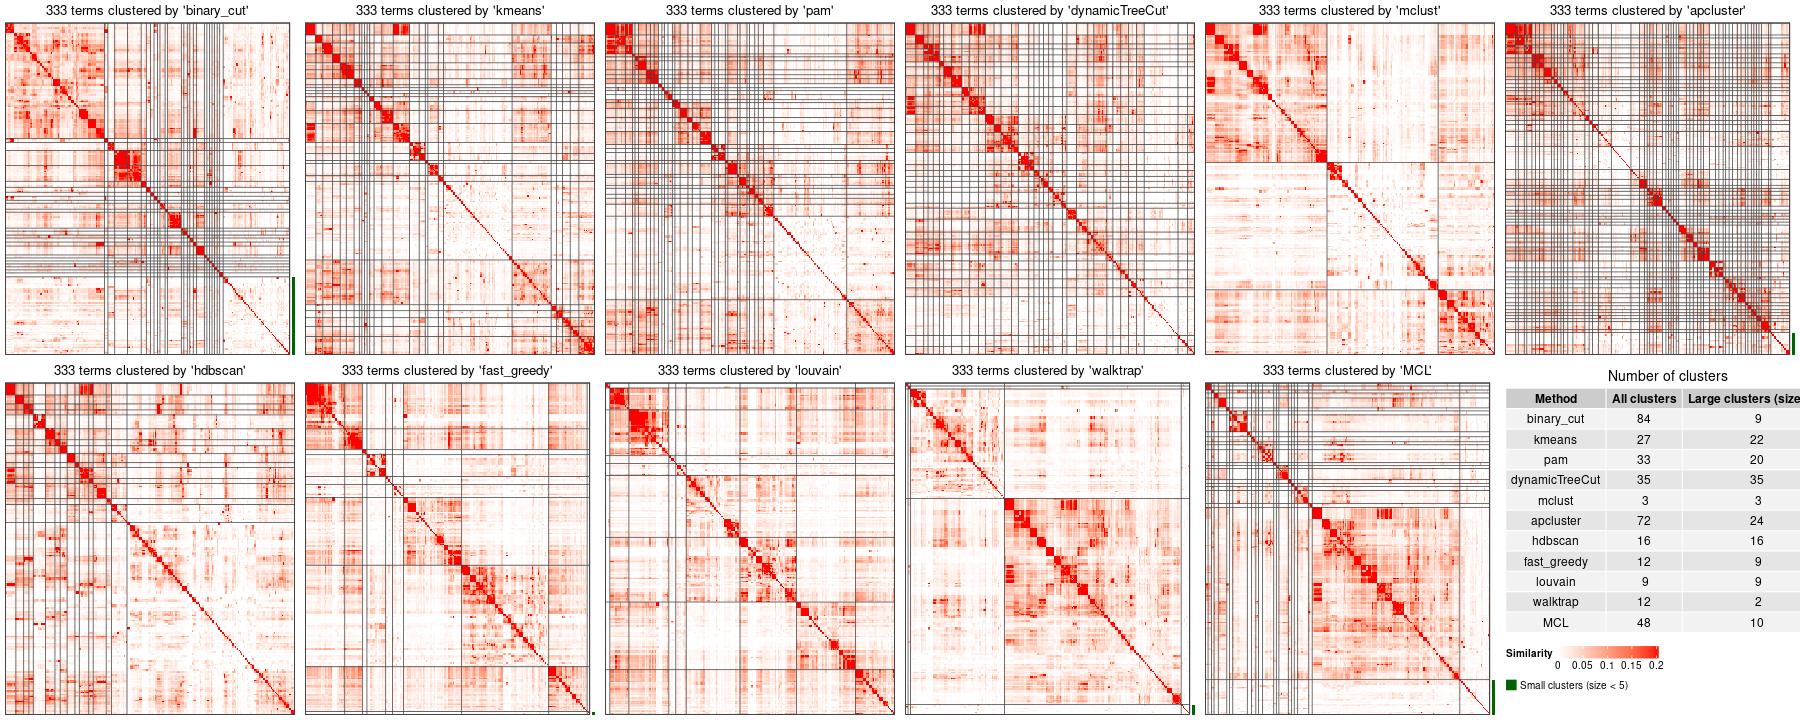 333 terms clustered by 'binary_cut'
333 terms clustered by 'kmeans'
333 terms clustered by 'pam'
333 terms clustered by 'dynamicTreeCut'
333 terms clustered by 'mclust'
333 terms clustered by 'apcluster'
333 terms clustered by 'hdbscan'
333 terms clustered by 'fast_greedy'
333 terms clustered by 'louvain'
333 terms clustered by 'walktrap'
333 terms clustered by 'MCL'
Number of clusters
Method All clusters Large clusters (size
binary_cut 84 9
kmeans 27 22
pam 33 20
dynamicTreeCut 35 35
mclust 3 3
apcluster 72 24
hdbscan 16 16
fast_greedy 12 9
louvain 9 9
walktrap 12 2
MCL 48 10
Similarity
0 0.05 0.1 0.15 0.2
Small clusters (size < 5)